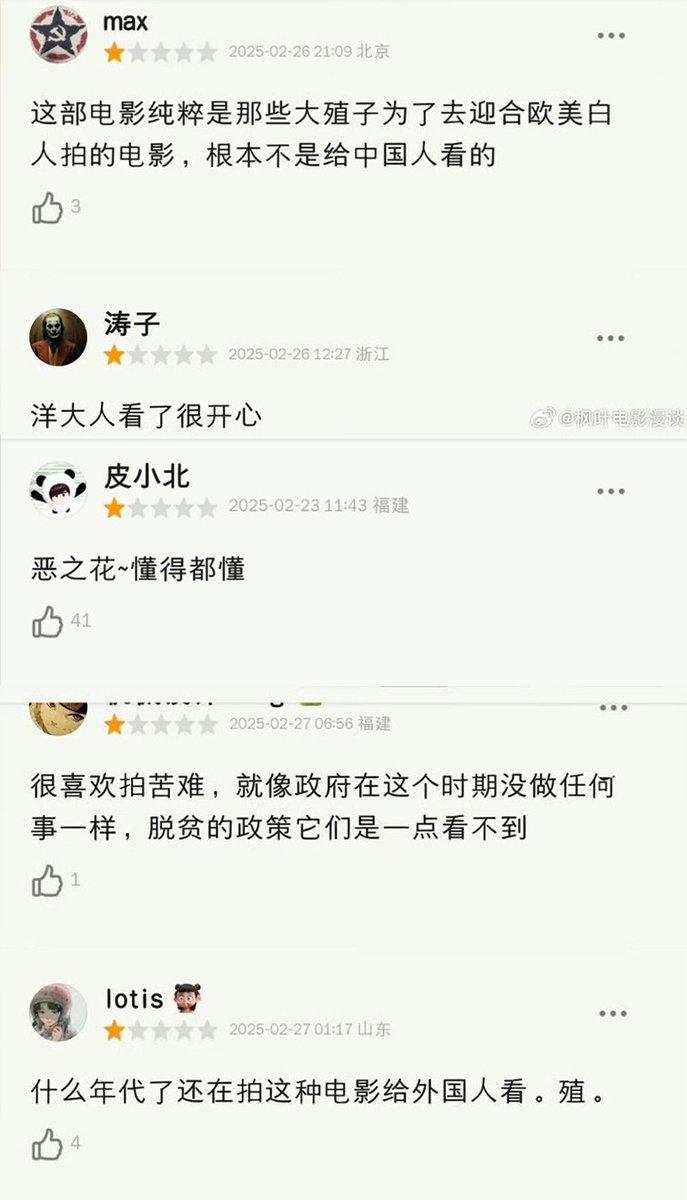 max
2025-02-26 21:09 北京
这部电影纯粹是那些大殖子为了去迎合欧美白
人拍的电影，根本不是给中国人看的
3
涛子
2025-02-26 12:27 浙江
洋大人看了很开心
@枫叶电影漫谈
皮小北
2025-02-23 11:43 福建
恶之花~懂得都懂
41
2025-02-27 06:56 福建
很喜欢拍苦难，就像政府在这个时期没做任何
事一样，脱贫的政策它们是一点看不到
1
lotis
2025-02-27 01:17 山东
什么年代了还在拍这种电影给外国人看。殖。
4